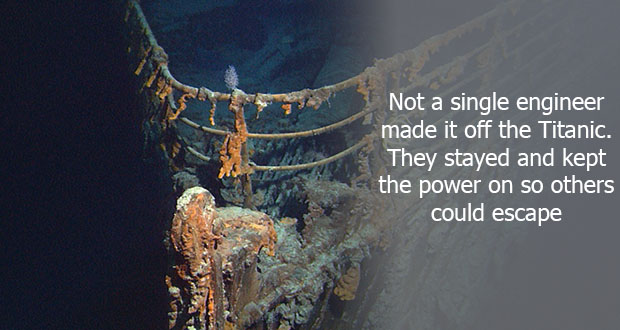 Not a single engineer
made it off the Titanic.
They stayed and kept
the power on so others
could escape